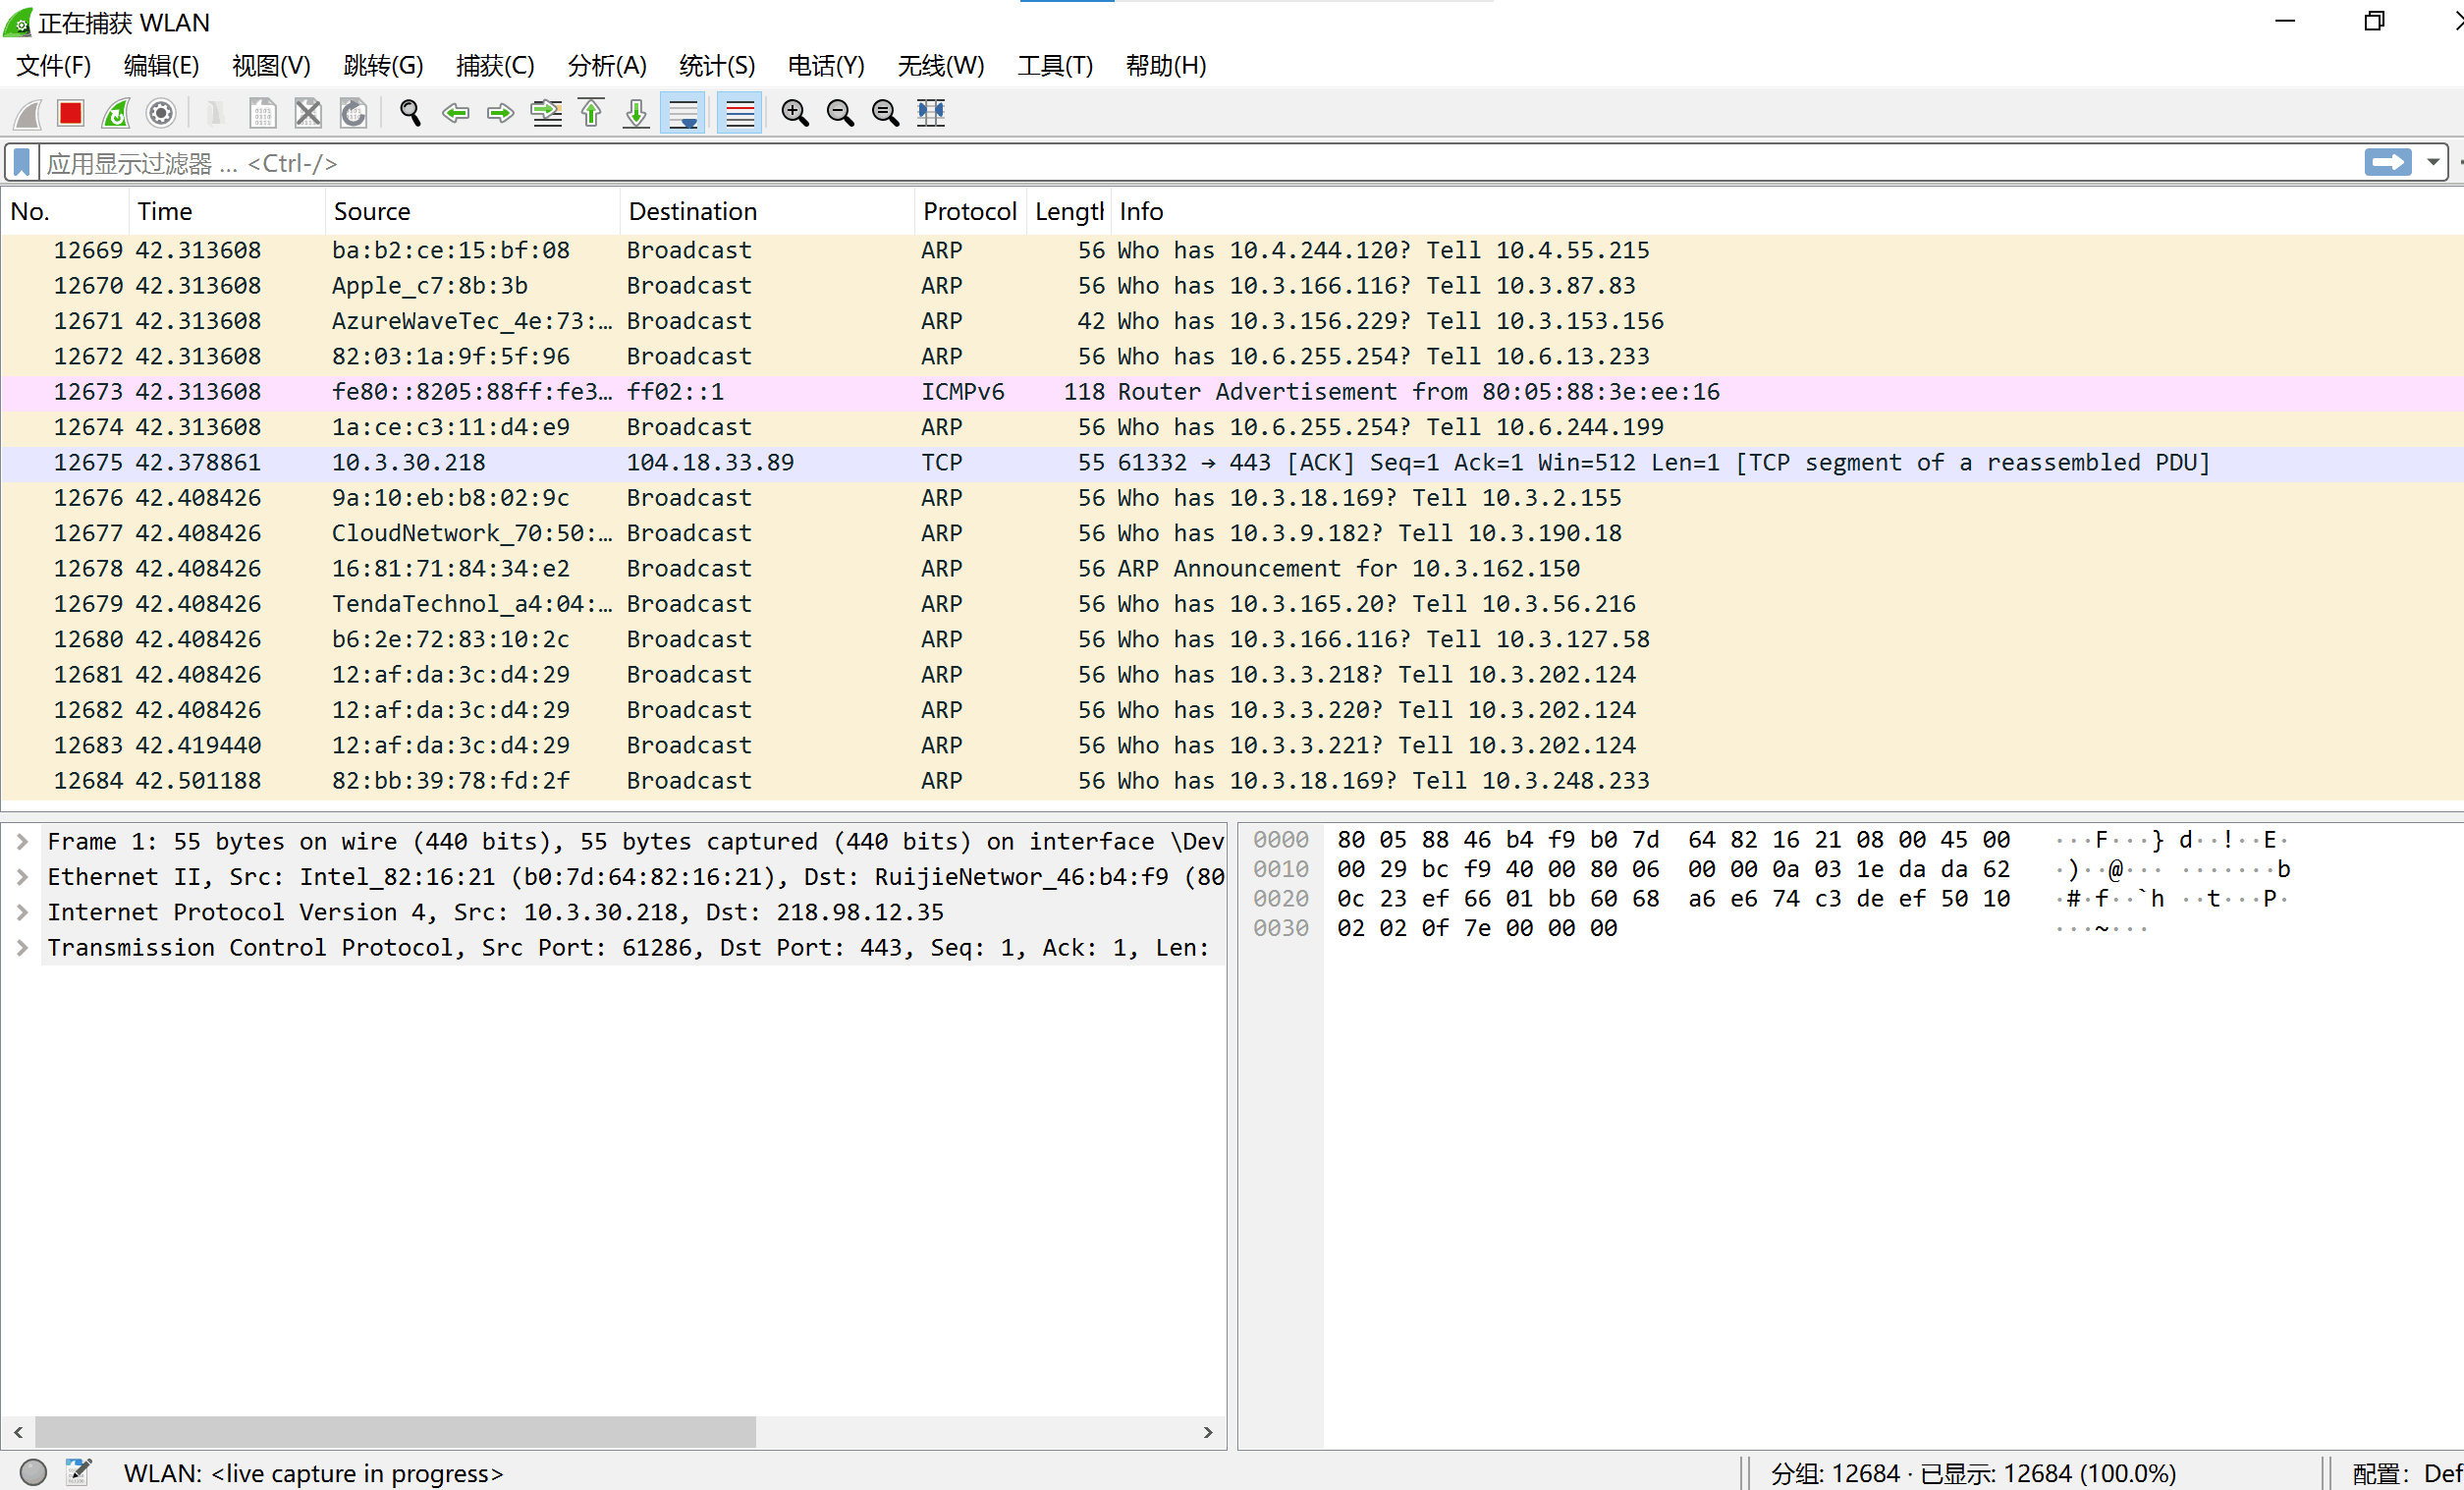 正在捕获 WLAN
文件(F) 编辑(E) 视图(V) 跳转(G) 捕获(C) 分析(A) 统计(S) 电话(Y) 无线(W) 工具(T) 帮助(H)
应用显示过滤器 … <Ctrl-/>
No. Time Source Destination Protocol Length Info
12669 42.313608 ba:b2:ce:15:bf:08 Broadcast ARP 56 Who has 10.4.244.120? Tell 10.4.55.215
12670 42.313608 Apple_c7:8b:3b Broadcast ARP 56 Who has 10.3.166.116? Tell 10.3.87.83
12671 42.313608 AzureWaveTec_4e:73:… Broadcast ARP 42 Who has 10.3.156.229? Tell 10.3.153.156
12672 42.313608 82:03:1a:9f:5f:96 Broadcast ARP 56 Who has 10.6.255.254? Tell 10.6.13.233
12673 42.313608 fe80::8205:88ff:fe3… ff02::1 ICMPv6 118 Router Advertisement from 80:05:88:3e:ee:16
12674 42.313608 1a:ce:c3:11:d4:e9 Broadcast ARP 56 Who has 10.6.255.254? Tell 10.6.244.199
12675 42.378861 10.3.30.218 104.18.33.89 TCP 55 61332 → 443 [ACK] Seq=1 Ack=1 Win=512 Len=1 [TCP segment of a reassembled PDU]
12676 42.408426 9a:10:eb:b8:02:9c Broadcast ARP 56 Who has 10.3.18.169? Tell 10.3.2.155
12677 42.408426 CloudNetwork_70:50:… Broadcast ARP 56 Who has 10.3.9.182? Tell 10.3.190.18
12678 42.408426 16:81:71:84:34:e2 Broadcast ARP 56 ARP Announcement for 10.3.162.150
12679 42.408426 TendaTechnol_a4:04:… Broadcast ARP 56 Who has 10.3.165.20? Tell 10.3.56.216
12680 42.408426 b6:2e:72:83:10:2c Broadcast ARP 56 Who has 10.3.166.116? Tell 10.3.127.58
12681 42.408426 12:af:da:3c:d4:29 Broadcast ARP 56 Who has 10.3.3.218? Tell 10.3.202.124
12682 42.408426 12:af:da:3c:d4:29 Broadcast ARP 56 Who has 10.3.3.220? Tell 10.3.202.124
12683 42.419440 12:af:da:3c:d4:29 Broadcast ARP 56 Who has 10.3.3.221? Tell 10.3.202.124
12684 42.501188 82:bb:39:78:fd:2f Broadcast ARP 56 Who has 10.3.18.169? Tell 10.3.248.233
Frame 1: 55 bytes on wire (440 bits), 55 bytes captured (440 bits) on interface \Dev
Ethernet II, Src: Intel_82:16:21 (b0:7d:64:82:16:21), Dst: RuijieNetwor_46:b4:f9 (80
Internet Protocol Version 4, Src: 10.3.30.218, Dst: 218.98.12.35
Transmission Control Protocol, Src Port: 61286, Dst Port: 443, Seq: 1, Ack: 1, Len:
0000 80 05 88 46 b4 f9 b0 7d 64 82 16 21 08 00 45 00 ···F···} d··!··E·
0010 00 29 bc f9 40 00 80 06 00 00 0a 03 1e da da 62 ·)··@··· ·······b
0020 0c 23 ef 66 01 bb 60 68 a6 e6 74 c3 de ef 50 10 ·#·f··`h ··t···P·
0030 02 02 0f 7e 00 00 00 ···~···
WLAN: <live capture in progress>
分组: 12684 · 已显示: 12684 (100.0%)
配置: Def